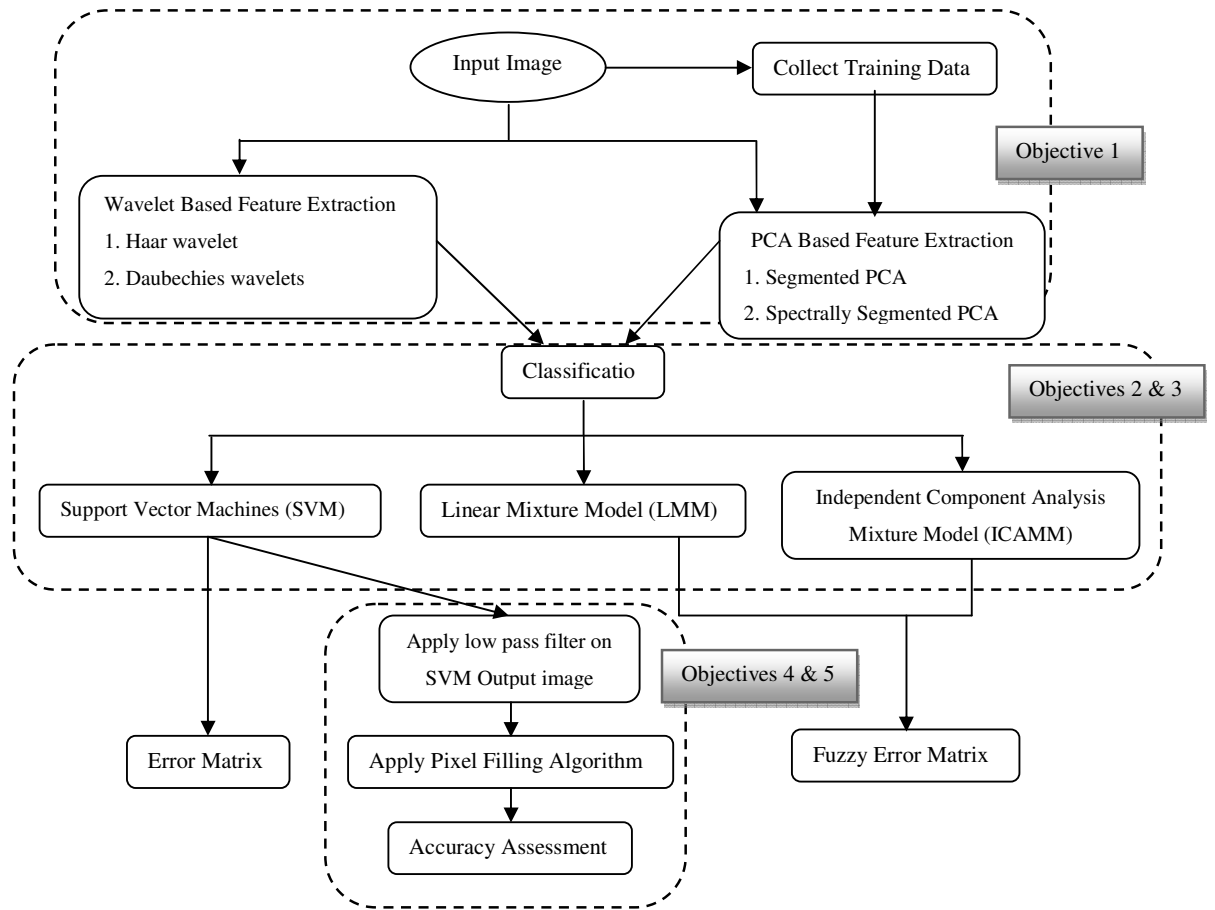 Input Image
Collect Training Data
Objective 1
Wavelet Based Feature Extraction
1. Haar wavelet
2. Daubechies wavelets
PCA Based Feature Extraction
1. Segmented PCA
2. Spectrally Segmented PCA
Classificatio
Objectives 2 & 3
Support Vector Machines (SVM)
Linear Mixture Model (LMM)
Independent Component Analysis
Mixture Model (ICAMM)
Apply low pass filter on
SVM Output image
Objectives 4 & 5
Error Matrix
Apply Pixel Filling Algorithm
Fuzzy Error Matrix
Accuracy Assessment